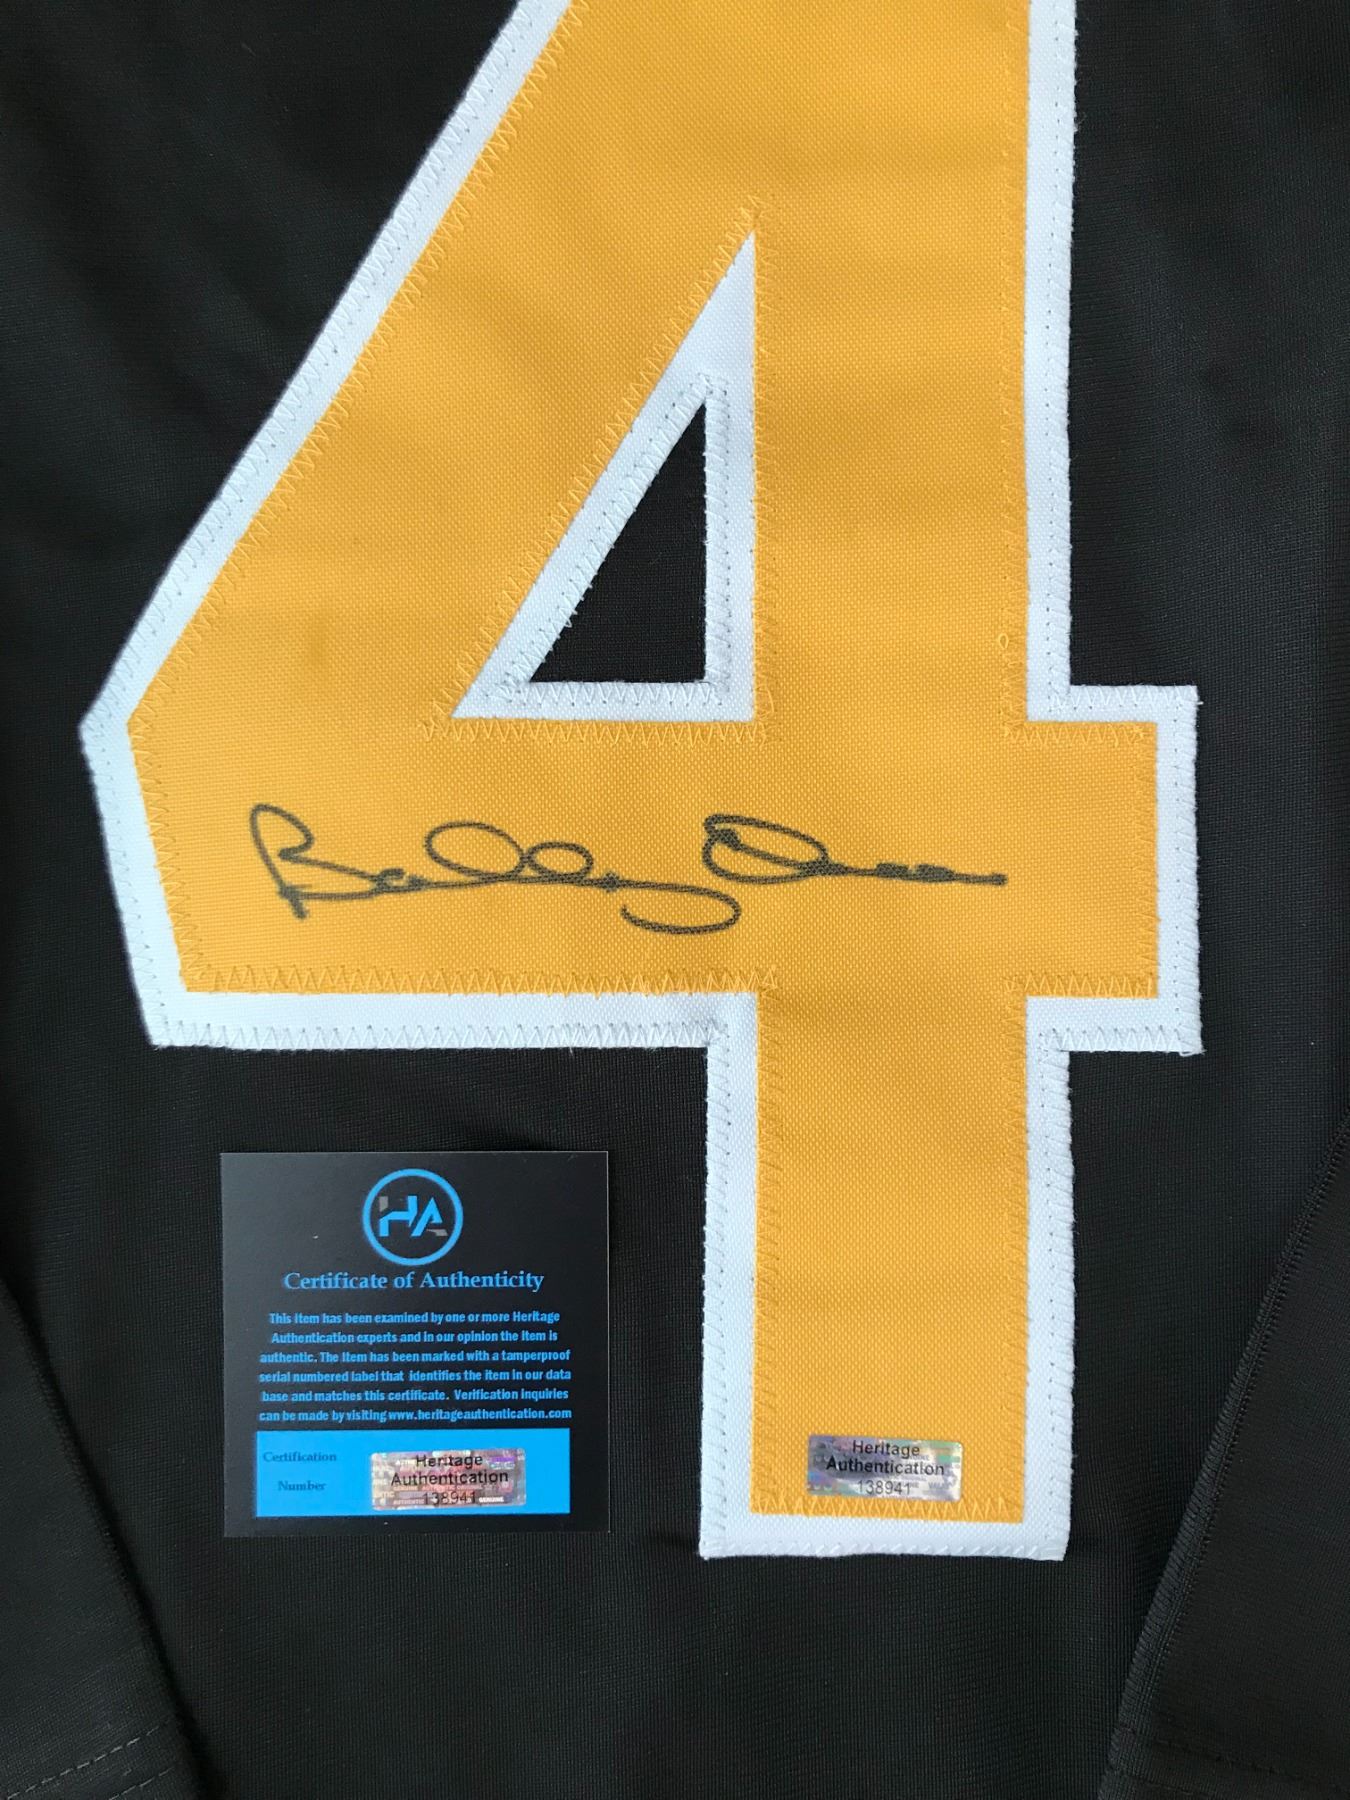 4
Bobby Orr
HA
Certificate of Authenticity
This Item has been examined by one or more Heritage
Authentication experts and in our opinion the Item is
authentic. The Item has been marked with a tamperproof
serial numbered label that identifies the item in our data
base and matches this certificate. Verification Inquiries
can be made by visiting www.heritageauthentication.com
Certification
Number
Heritage
Authentication
138941
Heritage
Authentication
138941